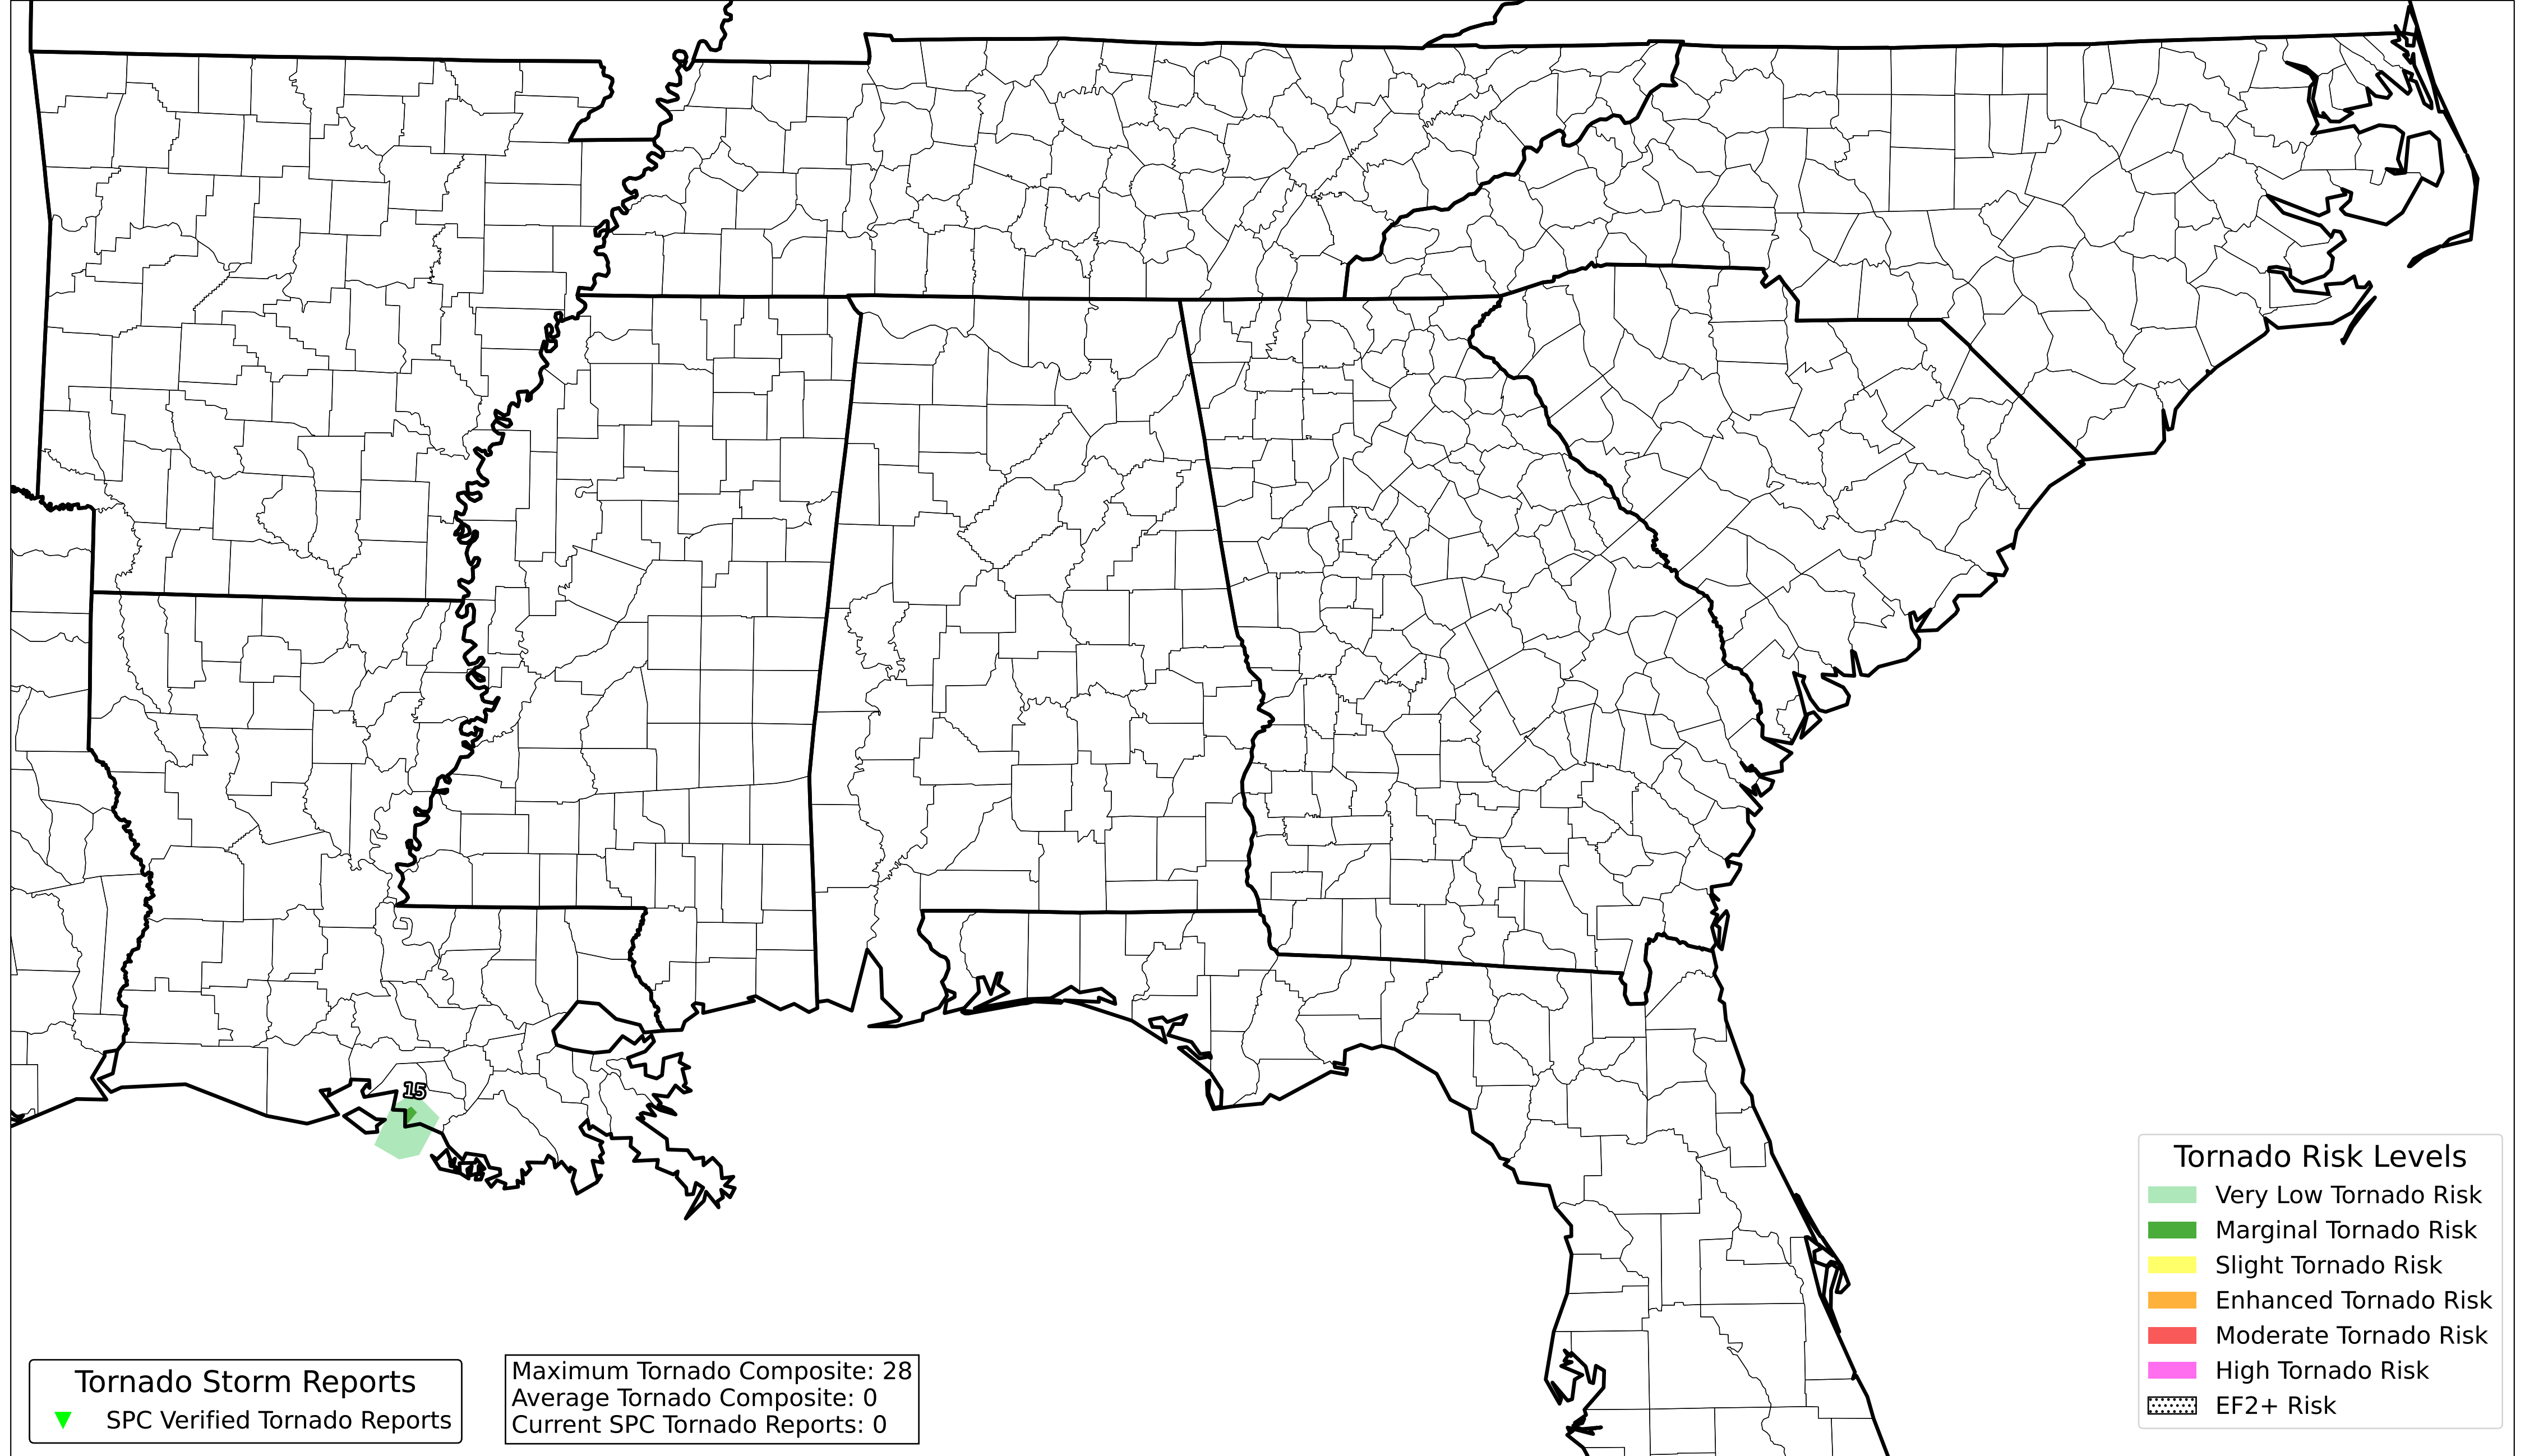 15
Tornado Risk Levels
Very Low Tornado Risk
Marginal Tornado Risk
Slight Tornado Risk
Enhanced Tornado Risk
Moderate Tornado Risk
High Tornado Risk
EF2+ Risk
Tornado Storm Reports
SPC Verified Tornado Reports
Maximum Tornado Composite: 28
Average Tornado Composite: 0
Current SPC Tornado Reports: 0